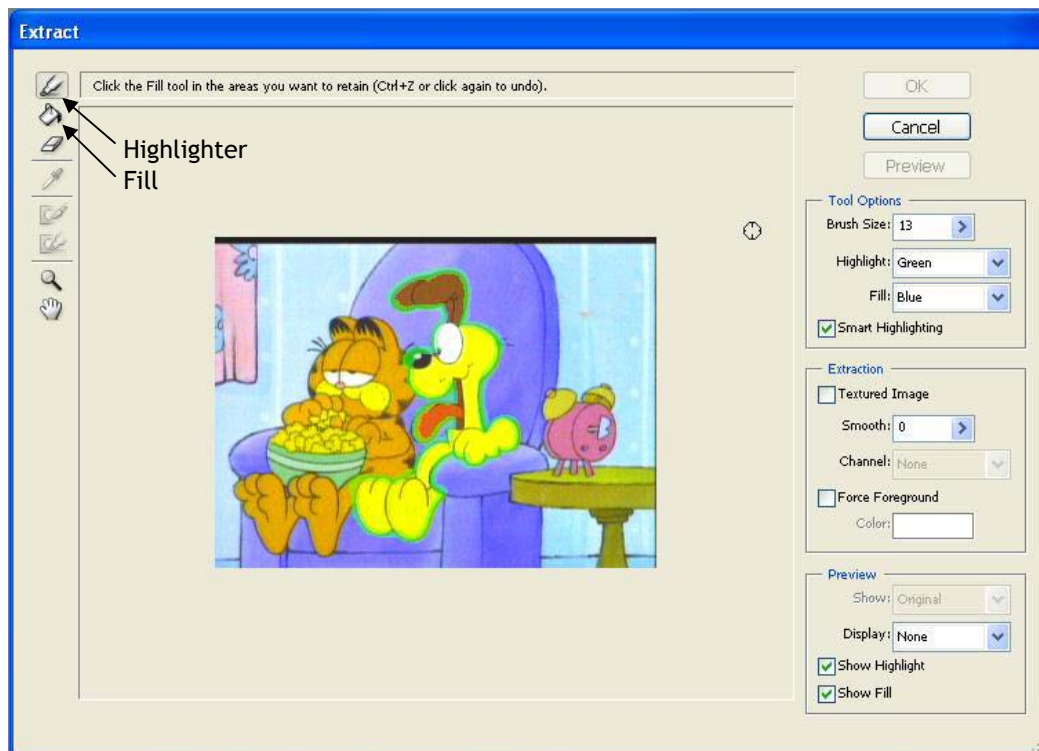 Extract
Click the Fill tool in the areas you want to retain (Ctrl+Z or click again to undo).
Highlighter
Fill
OK
Cancel
Preview
Tool Options
Brush Size: 13
Highlight: Green
Fill: Blue
Smart Highlighting
Extraction
Textured Image
Smooth: 0
Channel: None
Force Foreground
Color:
Preview
Show: Original
Display: None
Show Highlight
Show Fill